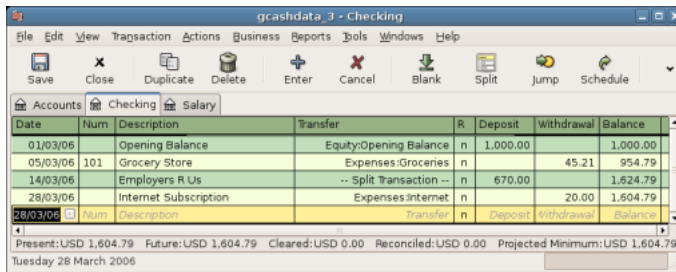 gcashdata_3 - Checking
File Edit View Transaction Actions Business Reports Tools Windows Help
Save Close Duplicate Delete Enter Cancel Blank Split Jump Schedule
Accounts Checking Salary
Date Num Description Transfer R Deposit Withdrawal Balance
01/03/06 Opening Balance Equity:Opening Balance n 1,000.00 1,000.00
05/03/06 101 Grocery Store Expenses:Groceries n 45.21 954.79
14/03/06 Employers R Us -- Split Transaction -- n 670.00 1,624.79
28/03/06 Internet Subscription Expenses:Internet n 20.00 1,604.79
28/03/06 Num Description Transfer n Deposit Withdrawal Balance
Present:USD 1,604.79 Future:USD 1,604.79 Cleared:USD 0.00 Reconciled:USD 0.00 Projected Minimum:USD 1,604.79
Tuesday 28 March 2006